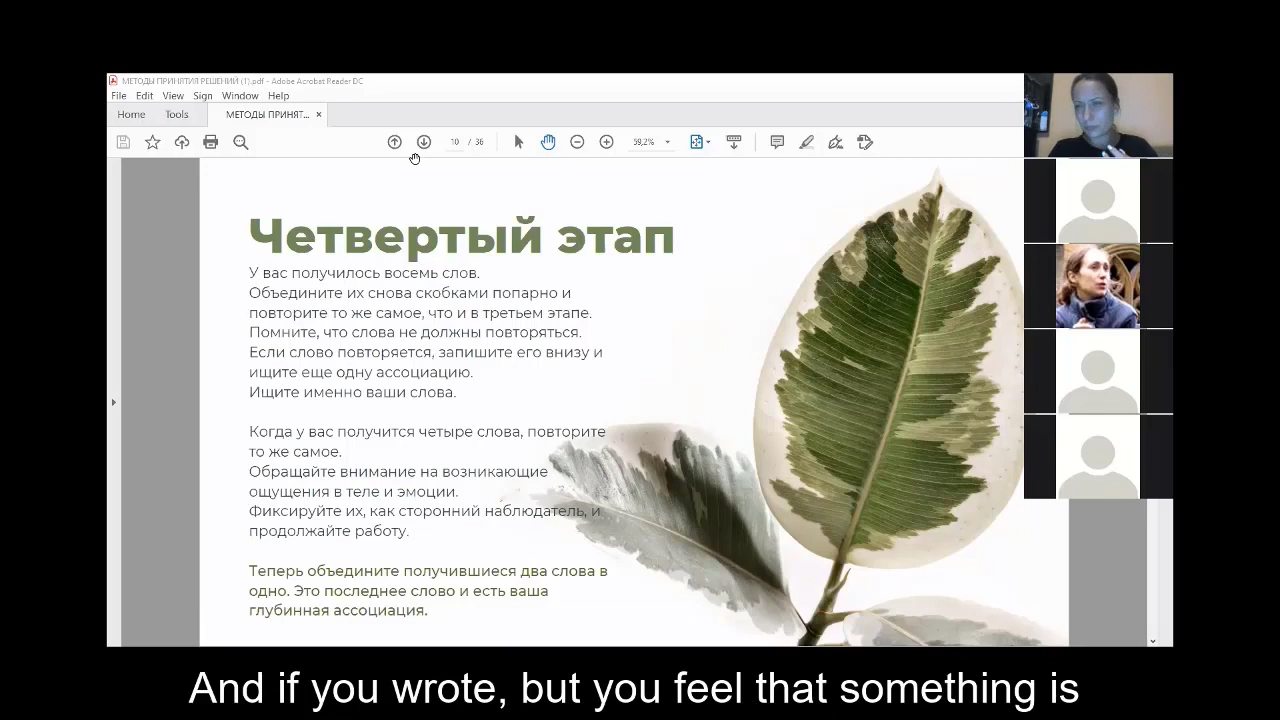 МЕТОДЫ ПРИНЯТИЯ РЕШЕНИЙ (1).pdf - Adobe Acrobat Reader DC
File Edit View Sign Window Help
Home Tools МЕТОДЫ ПРИНЯТ... ×
10 / 36 59,2%
Четвертый этап
У вас получилось восемь слов.
Объедините их снова скобками попарно и
повторите то же самое, что и в третьем этапе.
Помните, что слова не должны повторяться.
Если слово повторяется, запишите его внизу и
ищите еще одну ассоциацию.
Ищите именно ваши слова.
Когда у вас получится четыре слова, повторите
то же самое.
Обращайте внимание на возникающие
ощущения в теле и эмоции.
Фиксируйте их, как сторонний наблюдатель, и
продолжайте работу.
Теперь объедините получившиеся два слова в
одно. Это последнее слово и есть ваша
глубинная ассоциация.
And if you wrote, but you feel that something is